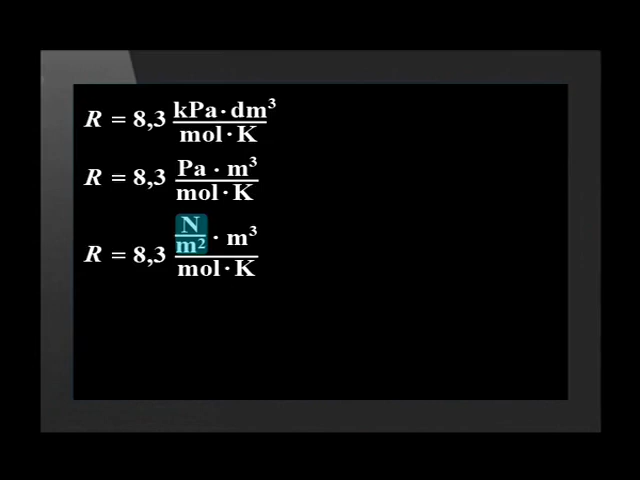 R = 8,3 kPa · dm³ / mol · K
R = 8,3 Pa · m³ / mol · K
R = 8,3 N/m² · m³ / mol · K